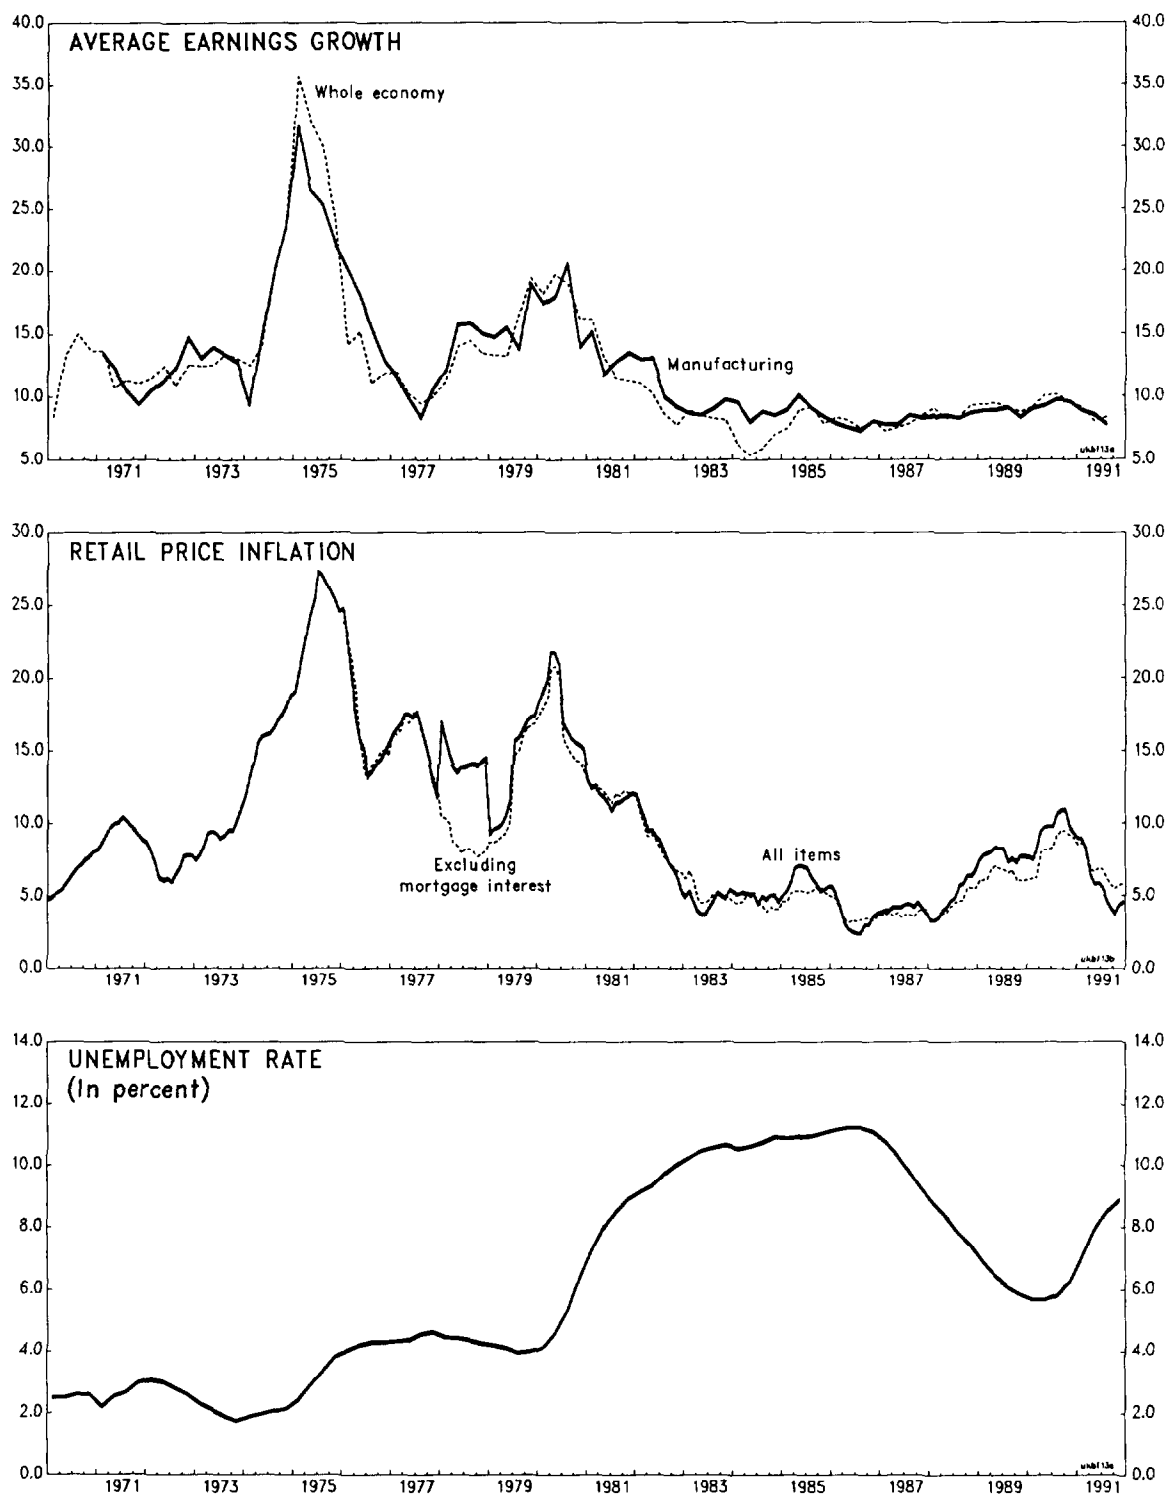 AVERAGE EARNINGS GROWTH
40.0 40.0
35.0 35.0
Whole economy
30.0 30.0
25.0 25.0
20.0 20.0
15.0 15.0
Manufacturing
10.0 10.0
5.0 5.0
1971 1973 1975 1977 1979 1981 1983 1985 1987 1989 1991
RETAIL PRICE INFLATION
30.0 30.0
25.0 25.0
20.0 20.0
15.0 15.0
10.0 10.0
All items
Excluding
mortgage interest
5.0 5.0
0.0 0.0
1971 1973 1975 1977 1979 1981 1983 1985 1987 1989 1991
14.0 14.0
UNEMPLOYMENT RATE
(In percent)
12.0 12.0
10.0 10.0
8.0 8.0
6.0 6.0
4.0 4.0
2.0 2.0
0.0 0.0
1971 1973 1975 1977 1979 1981 1983 1985 1987 1989 1991